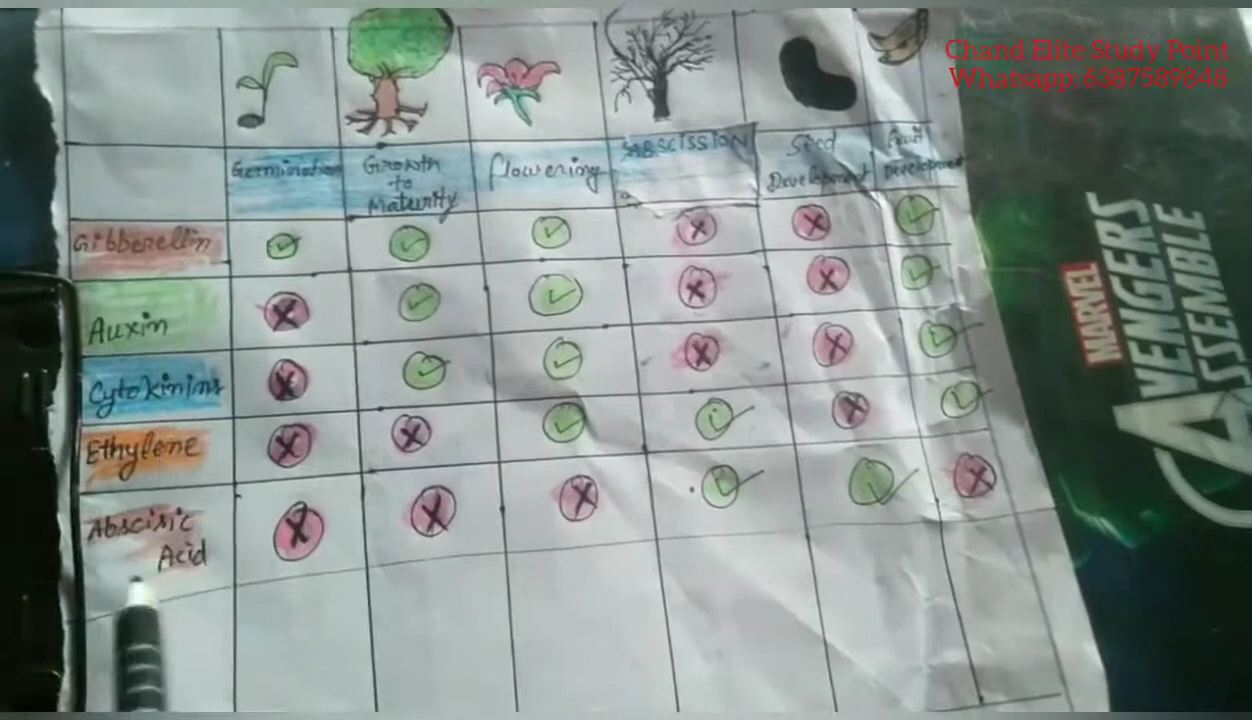 Chand Elite Study Point
Whatsapp: 6387589848
Germination
Growth
to
Maturity
flowering
ABSCISSION
Seed
Development
fruit
Development
Gibberellin
Auxin
Cytokinins
Ethylene
Abscisic
Acid
MARVEL
AVENGERS
ASSEMBLE